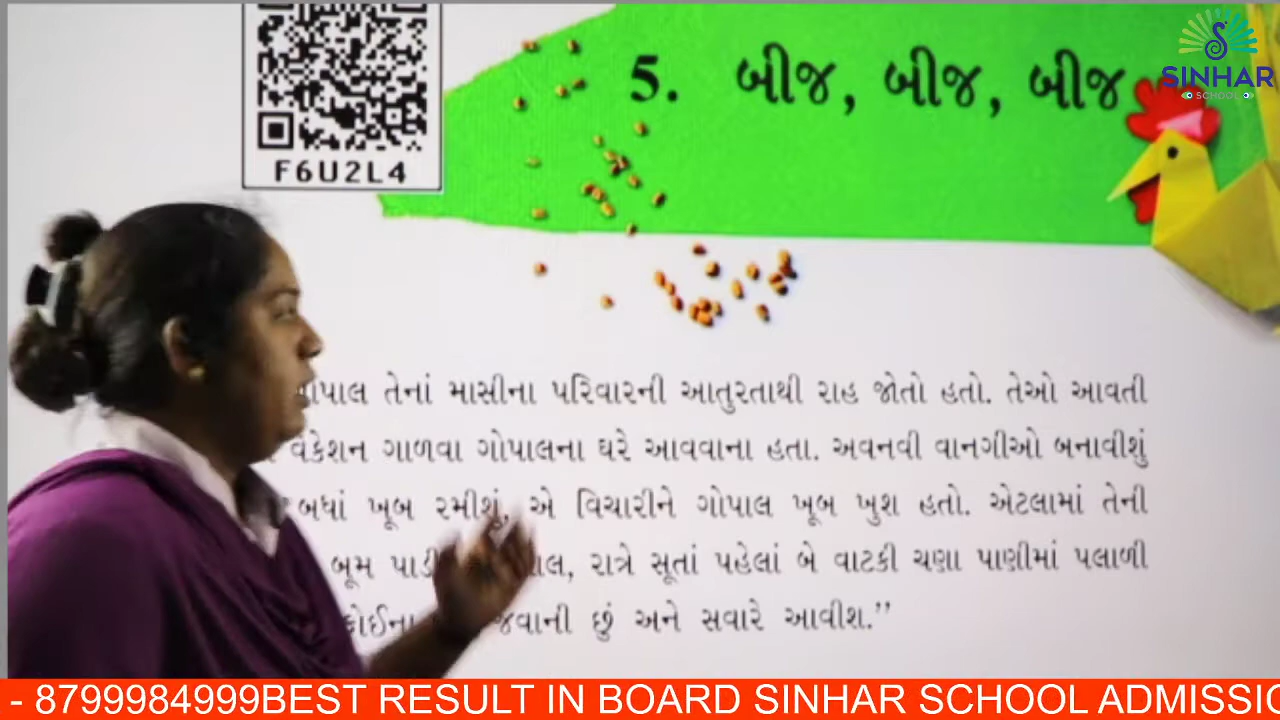 SINHAR
SCHOOL
F6U2L4
5. બીજ, બીજ, બીજ
તેનાં માસીના પરિવારની આતુરતાથી રાહ જોતો હતો. તેઓ આવતી
વેકેશન ગાળવા ગોપાલના ઘરે આવવાના હતા. અવનવી વાનગીઓ બનાવીશું
બધાં ખૂબ રમીશું, એ વિચારીને ગોપાલ ખૂબ ખુશ હતો. એટલામાં તેની
બૂમ રાત્રે સૂતાં પહેલાં બે વાટકી ચણા પાણીમાં પલાળી
જવાની છું અને સવારે આવીશ.”
- 8799984999BEST RESULT IN BOARD SINHAR SCHOOL